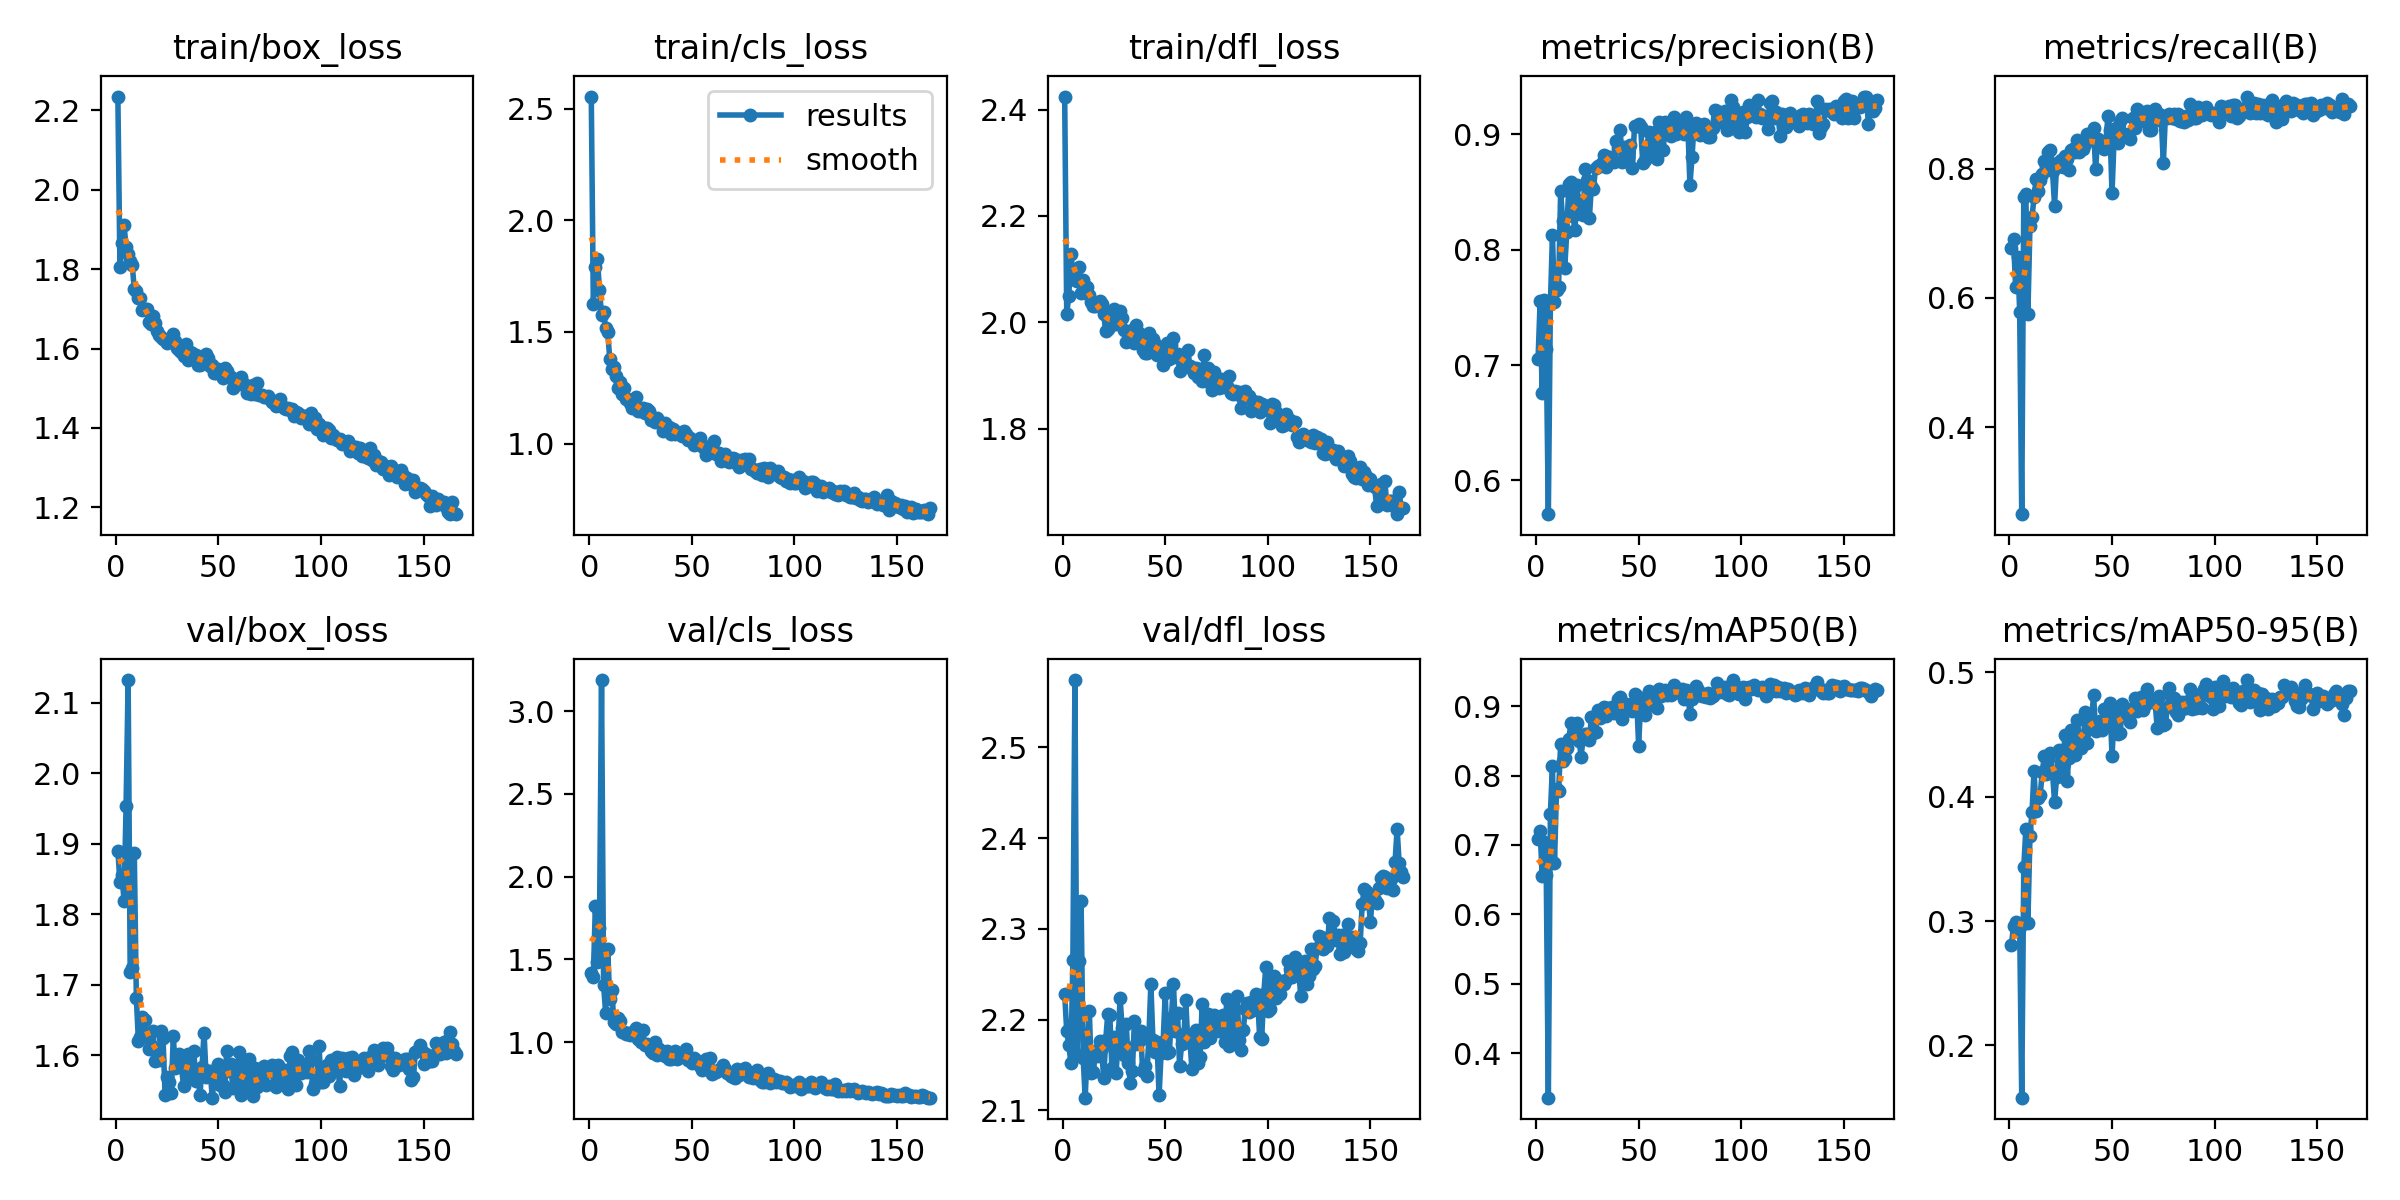 train/box_loss
2.2
2.0
1.8
1.6
1.4
1.2
0 50 100 150
train/cls_loss
2.5
2.0
1.5
1.0
results
smooth
0 50 100 150
train/dfl_loss
2.4
2.2
2.0
1.8
0 50 100 150
metrics/precision(B)
0.9
0.8
0.7
0.6
0 50 100 150
metrics/recall(B)
0.8
0.6
0.4
0 50 100 150
val/box_loss
2.1
2.0
1.9
1.8
1.7
1.6
0 50 100 150
val/cls_loss
3.0
2.5
2.0
1.5
1.0
0 50 100 150
val/dfl_loss
2.5
2.4
2.3
2.2
2.1
0 50 100 150
metrics/mAP50(B)
0.9
0.8
0.7
0.6
0.5
0.4
0 50 100 150
metrics/mAP50-95(B)
0.5
0.4
0.3
0.2
0 50 100 150